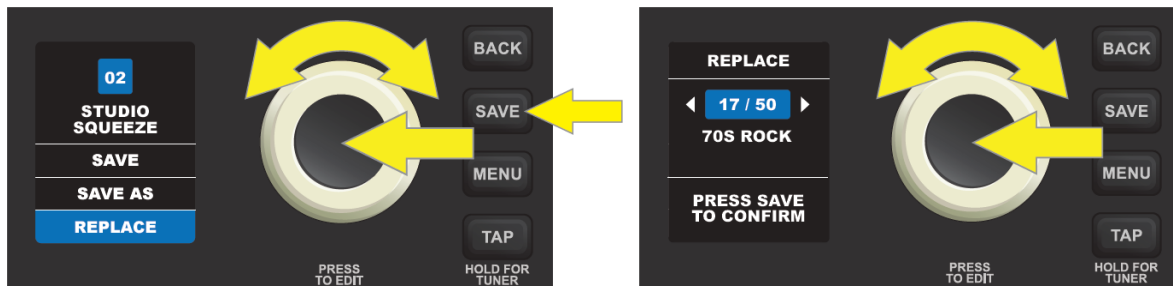 02
STUDIO
SQUEEZE
SAVE
SAVE AS
REPLACE
PRESS
TO EDIT
BACK
SAVE
MENU
TAP
HOLD FOR
TUNER
REPLACE
17 / 50
70S ROCK
PRESS SAVE
TO CONFIRM
PRESS
TO EDIT
BACK
SAVE
MENU
TAP
HOLD FOR
TUNER